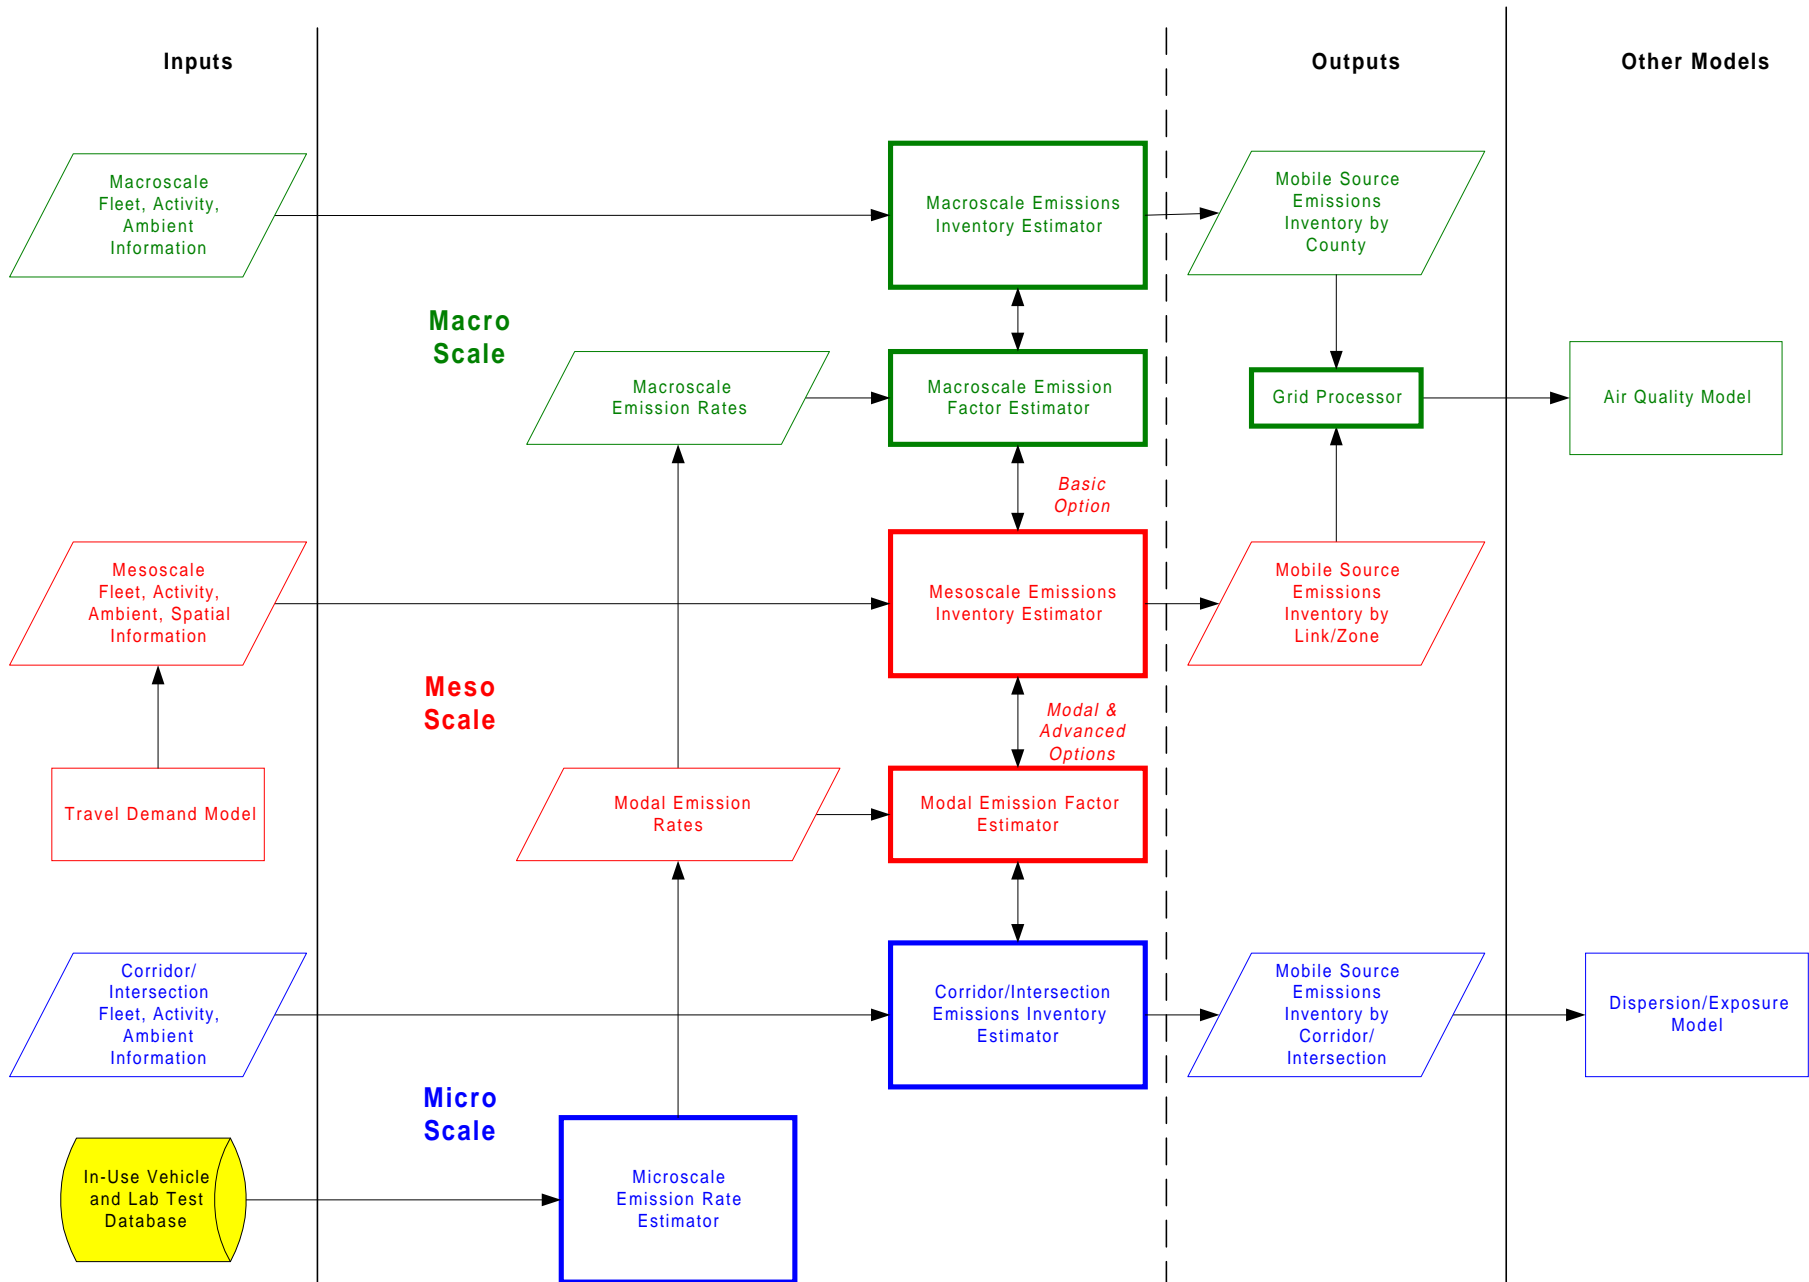 Inputs
Outputs
Other Models
Macroscale
Fleet, Activity,
Ambient
Information
Macroscale Emissions
Inventory Estimator
Mobile Source
Emissions
Inventory by
County
Macro
Scale
Macroscale
Emission Rates
Macroscale Emission
Factor Estimator
Grid Processor
Air Quality Model
Basic
Option
Mesoscale
Fleet, Activity,
Ambient, Spatial
Information
Mesoscale Emissions
Inventory Estimator
Mobile Source
Emissions
Inventory by
Link/Zone
Meso
Scale
Modal &
Advanced
Options
Travel Demand Model
Modal Emission
Rates
Modal Emission Factor
Estimator
Corridor/
Intersection
Fleet, Activity,
Ambient
Information
Corridor/Intersection
Emissions Inventory
Estimator
Mobile Source
Emissions
Inventory by
Corridor/
Intersection
Dispersion/Exposure
Model
Micro
Scale
In-Use Vehicle
and Lab Test
Database
Microscale
Emission Rate
Estimator